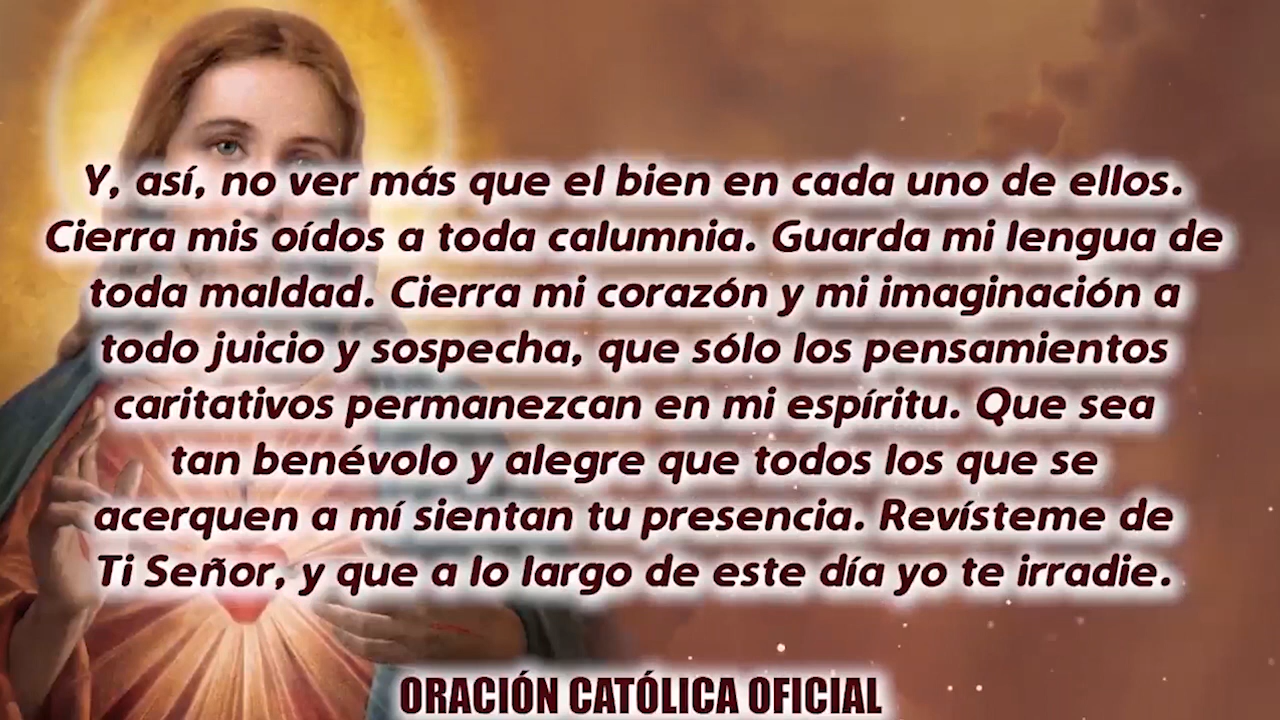 Y, así, no ver más que el bien en cada uno de ellos.
Cierra mis oídos a toda calumnia. Guarda mi lengua de
toda maldad. Cierra mi corazón y mi imaginación a
todo juicio y sospecha, que sólo los pensamientos
caritativos permanezcan en mi espíritu. Que sea
tan benévolo y alegre que todos los que se
acerquen a mí sientan tu presencia. Revísteme de
Ti Señor, y que a lo largo de este día yo te irradie.
ORACIÓN CATÓLICA OFICIAL